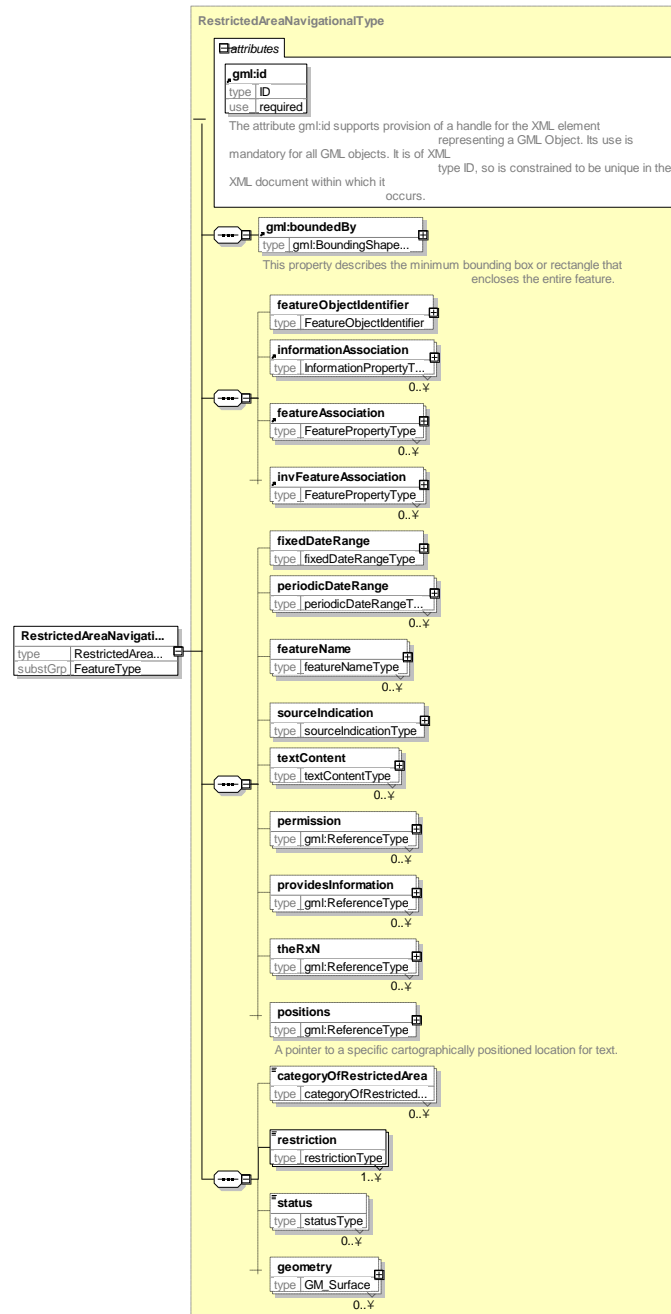 RestrictedAreaNavigationalType
attributes
gml:id
type ID
use required
The attribute gml:id supports provision of a handle for the XML element
representing a GML Object. Its use is
mandatory for all GML objects. It is of XML
type ID, so is constrained to be unique in the
XML document within which it
occurs.
gml:boundedBy
type gml:BoundingShape...
This property describes the minimum bounding box or rectangle that
encloses the entire feature.
featureObjectIdentifier
type FeatureObjectIdentifier
informationAssociation
type InformationPropertyT...
0..¥
featureAssociation
type FeaturePropertyType
0..¥
invFeatureAssociation
type FeaturePropertyType
0..¥
fixedDateRange
type fixedDateRangeType
periodicDateRange
type periodicDateRangeT...
0..¥
RestrictedAreaNavigati...
type RestrictedArea...
substGrp FeatureType
featureName
type featureNameType
0..¥
sourceIndication
type sourceIndicationType
textContent
type textContentType
0..¥
permission
type gml:ReferenceType
0..¥
providesInformation
type gml:ReferenceType
0..¥
theRxN
type gml:ReferenceType
0..¥
positions
type gml:ReferenceType
A pointer to a specific cartographically positioned location for text.
categoryOfRestrictedArea
type categoryOfRestricted...
0..¥
restriction
type restrictionType
1..¥
status
type statusType
0..¥
geometry
type GM_Surface
0..¥